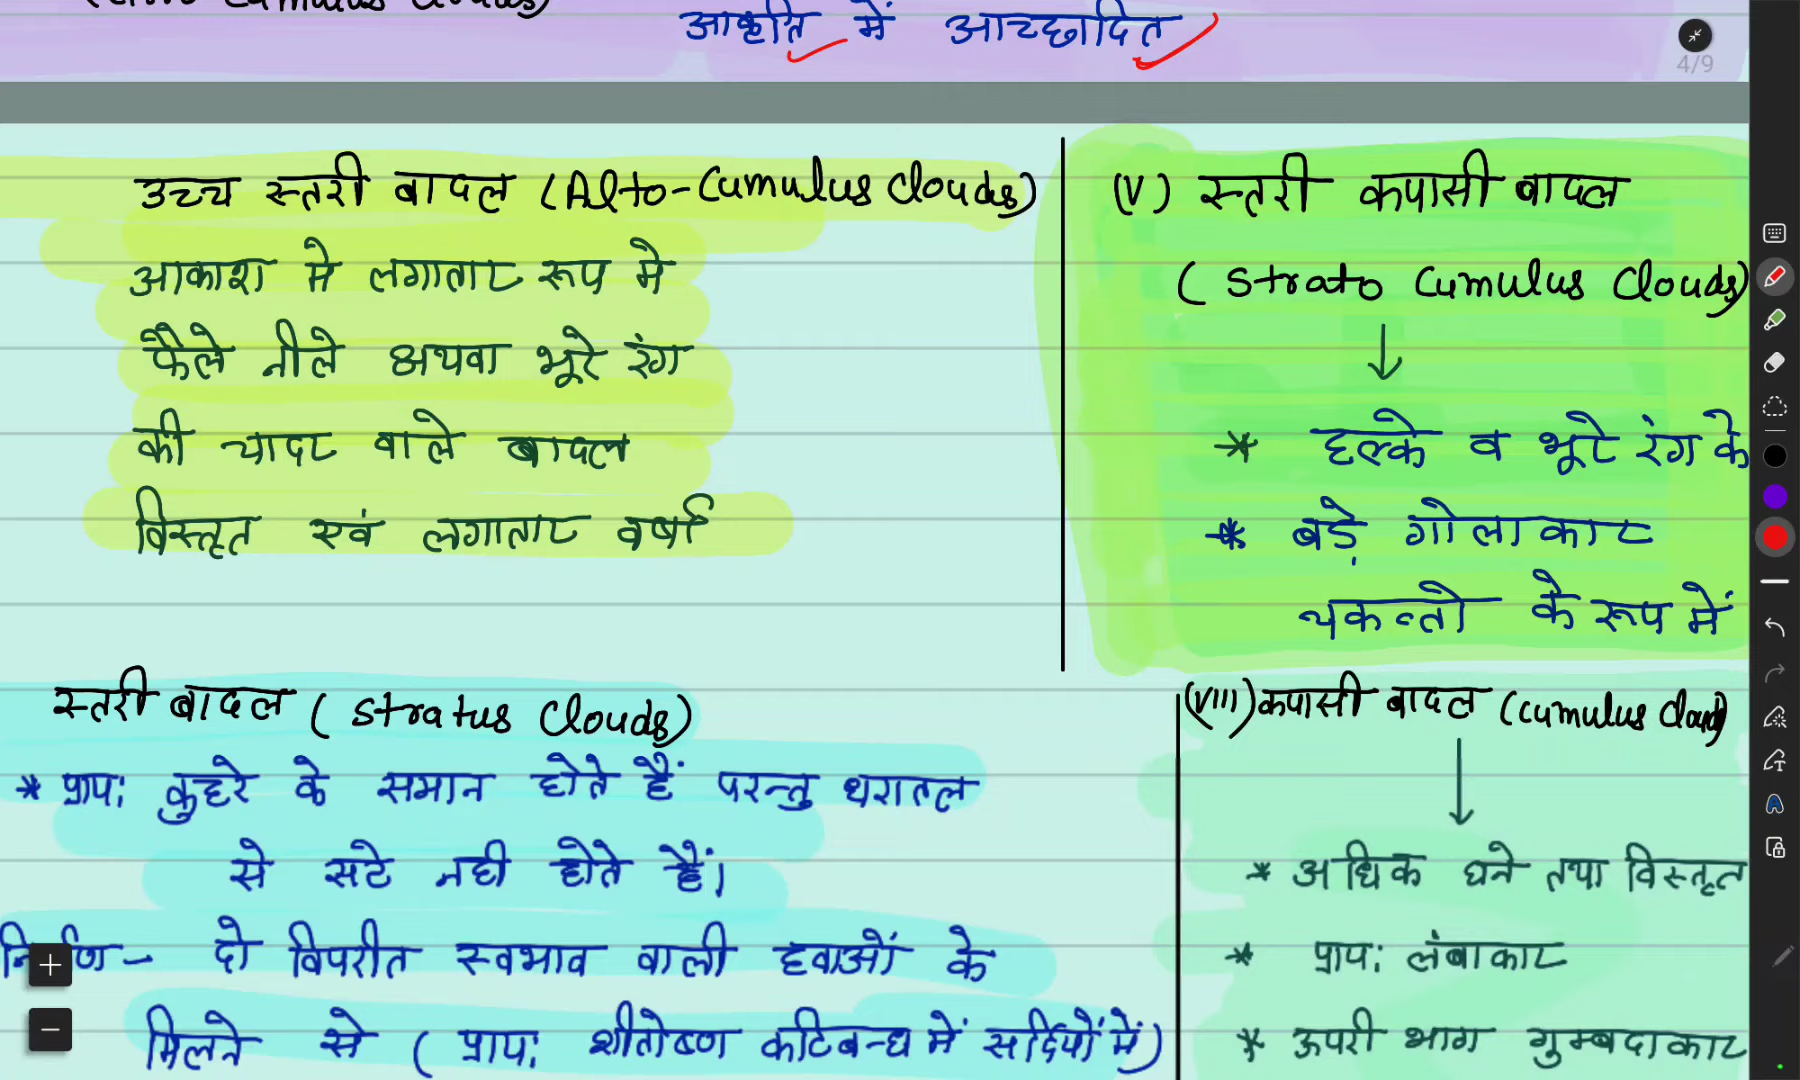 आकृति में आच्छादित
4/9
उच्च स्तरी बादल (Alto-Cumulus Clouds)
आकाश मे लगातार रूप मे
फैले नीले अथवा भूरे रंग
की चादर वाले बादल
विस्तृत एवं लगातार वर्षा
(V) स्तरी कपासी बादल
(Strato Cumulus Clouds)
↓
* हल्के व भूरे रंग के
* बड़े गोलाकार
चकत्तो के रूप में
स्तरी बादल (Stratus Clouds)
* प्राय: कुहरे के समान होते हैं परन्तु धरातल
से सटे नही होते हैं।
दो विपरीत स्वभाव वाली हवाओं के
मिलने से (प्राय: शीतोष्ण कटिबन्ध में सर्दियों में)
(VIII) कपासी बादल (Cumulus Cloud)
↓
* अधिक घने तथा विस्तृत
* प्राय: लंबाकार
* ऊपरी भाग गुम्बदाकार